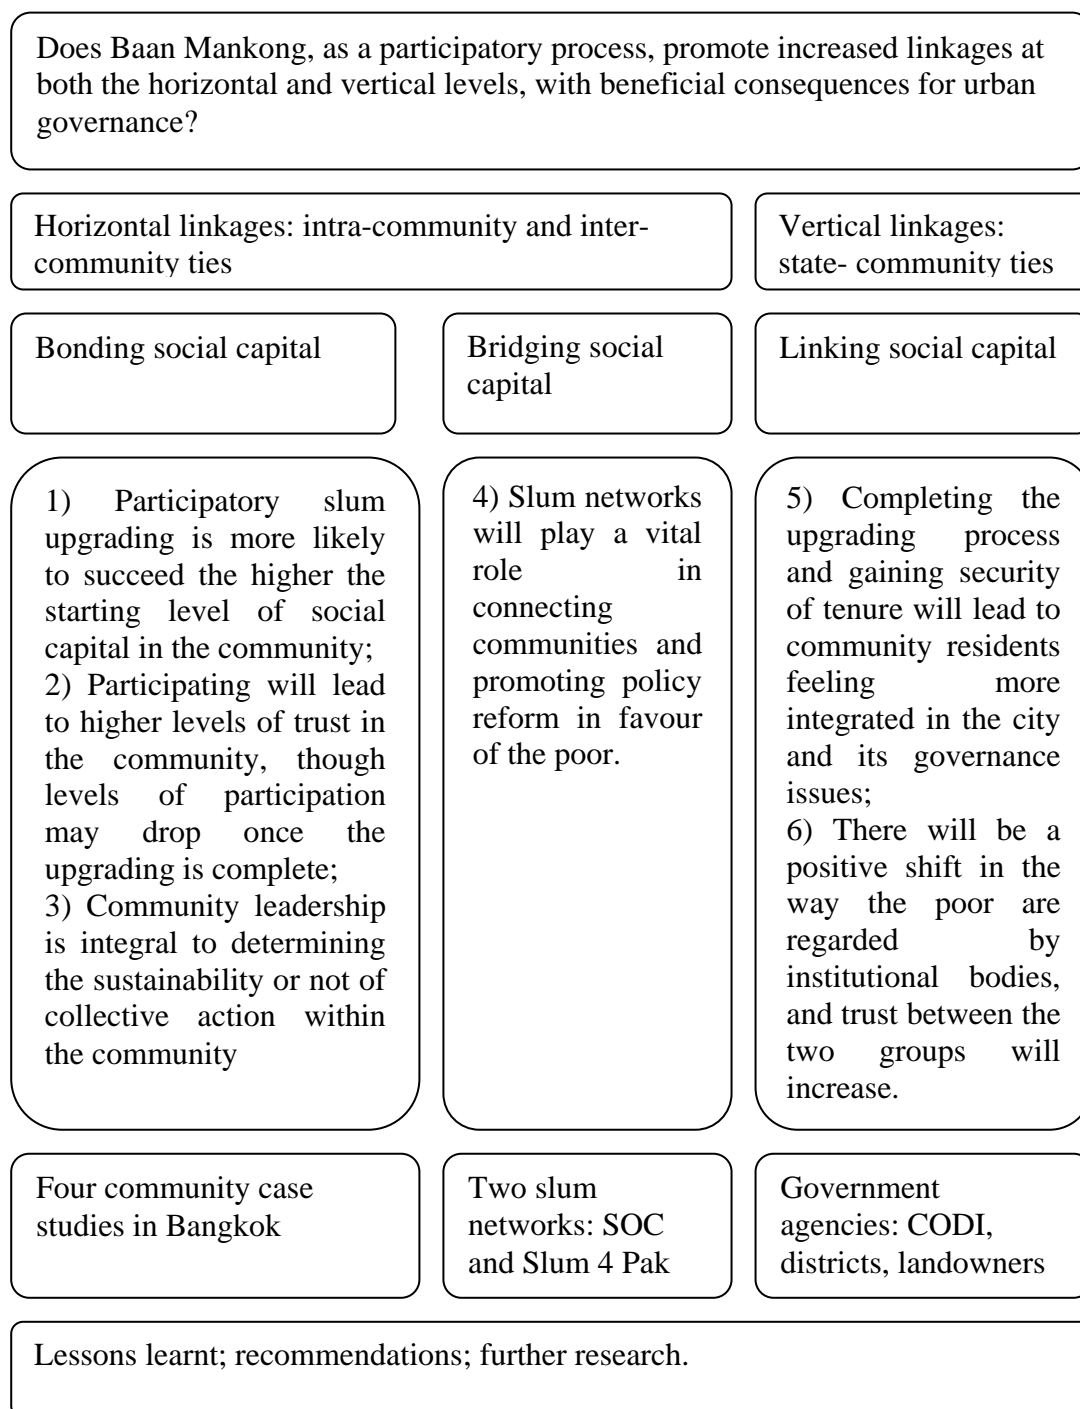 Does Baan Mankong, as a participatory process, promote increased linkages at
both the horizontal and vertical levels, with beneficial consequences for urban
governance?
Horizontal linkages: intra-community and inter-
community ties
Vertical linkages:
state- community ties
Bonding social capital
Bridging social
capital
Linking social capital
1) Participatory slum
upgrading is more likely
to succeed the higher the
starting level of social
capital in the community;
2) Participating will lead
to higher levels of trust in
the community, though
levels of participation
may drop once the
upgrading is complete;
3) Community leadership
is integral to determining
the sustainability or not of
collective action within
the community
4) Slum networks
will play a vital
role in
connecting
communities and
promoting policy
reform in favour
of the poor.
5) Completing the
upgrading process
and gaining security
of tenure will lead to
community residents
feeling more
integrated in the city
and its governance
issues;
6) There will be a
positive shift in the
way the poor are
regarded by
institutional bodies,
and trust between the
two groups will
increase.
Four community case
studies in Bangkok
Two slum
networks: SOC
and Slum 4 Pak
Government
agencies: CODI,
districts, landowners
Lessons learnt; recommendations; further research.